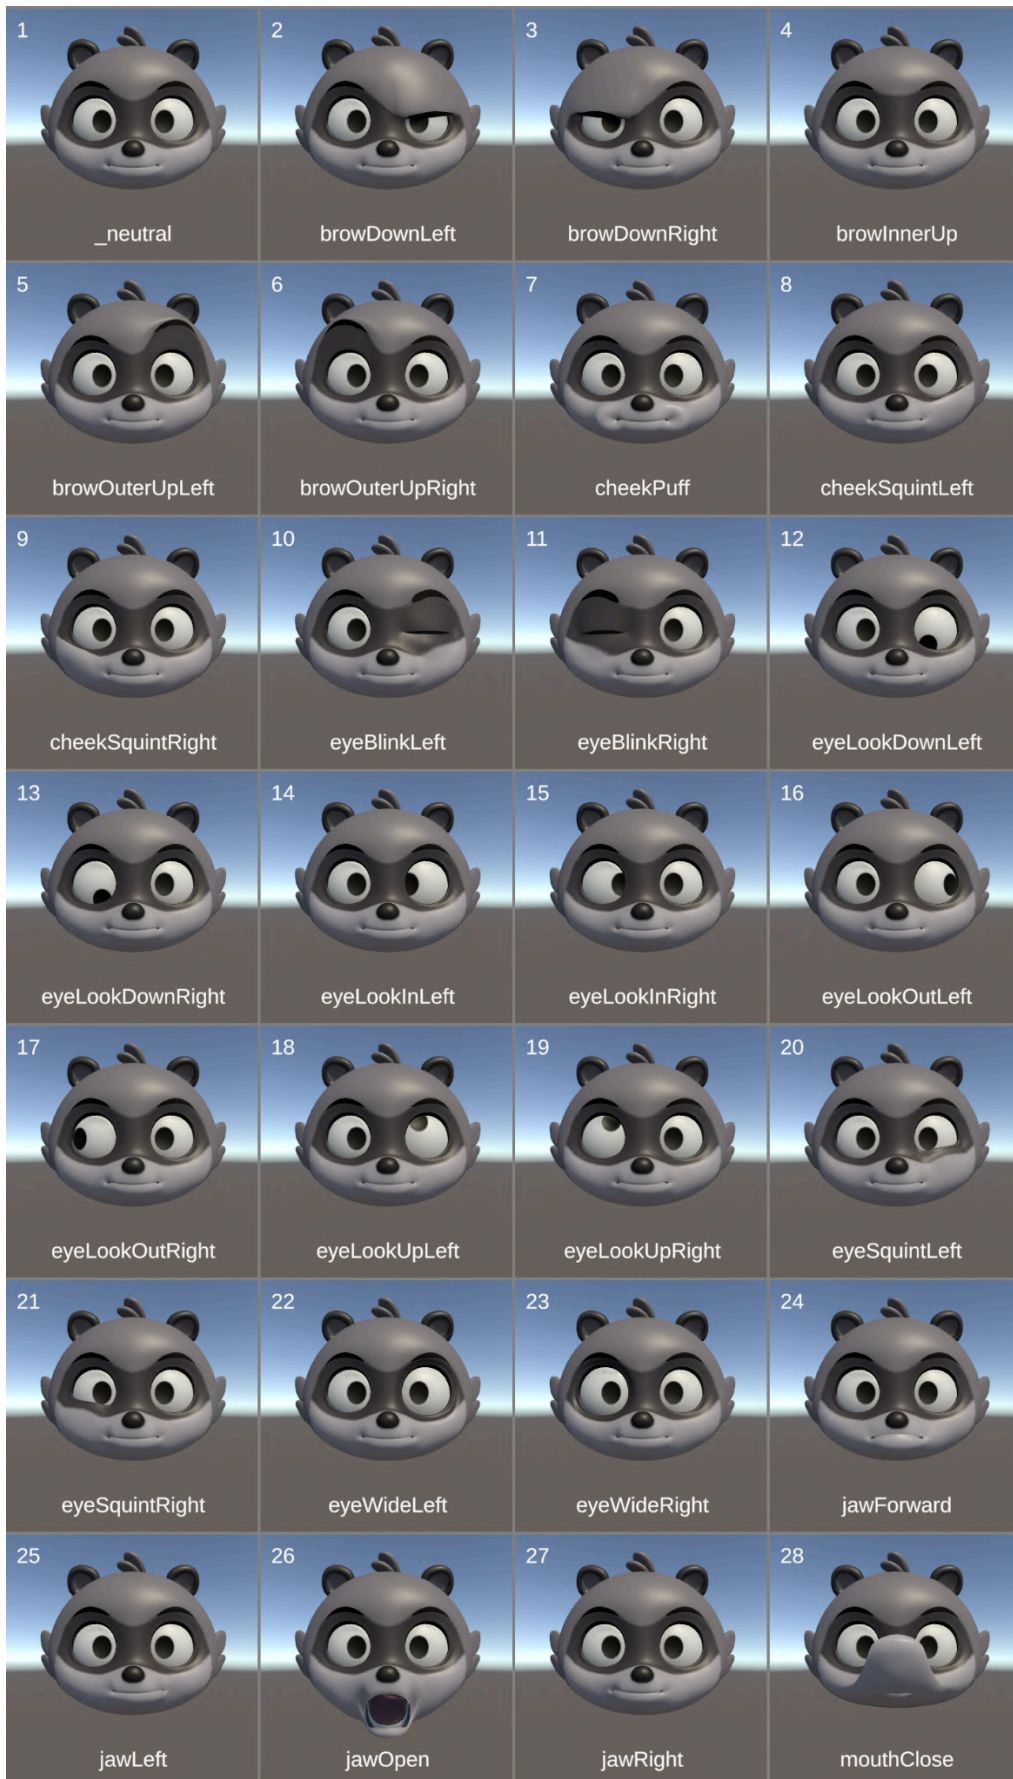 1 2 3 4
_neutral browDownLeft browDownRight browInnerUp
5 6 7 8
browOuterUpLeft browOuterUpRight cheekPuff cheekSquintLeft
9 10 11 12
cheekSquintRight eyeBlinkLeft eyeBlinkRight eyeLookDownLeft
13 14 15 16
eyeLookDownRight eyeLookInLeft eyeLookInRight eyeLookOutLeft
17 18 19 20
eyeLookOutRight eyeLookUpLeft eyeLookUpRight eyeSquintLeft
21 22 23 24
eyeSquintRight eyeWideLeft eyeWideRight jawForward
25 26 27 28
jawLeft jawOpen jawRight mouthClose